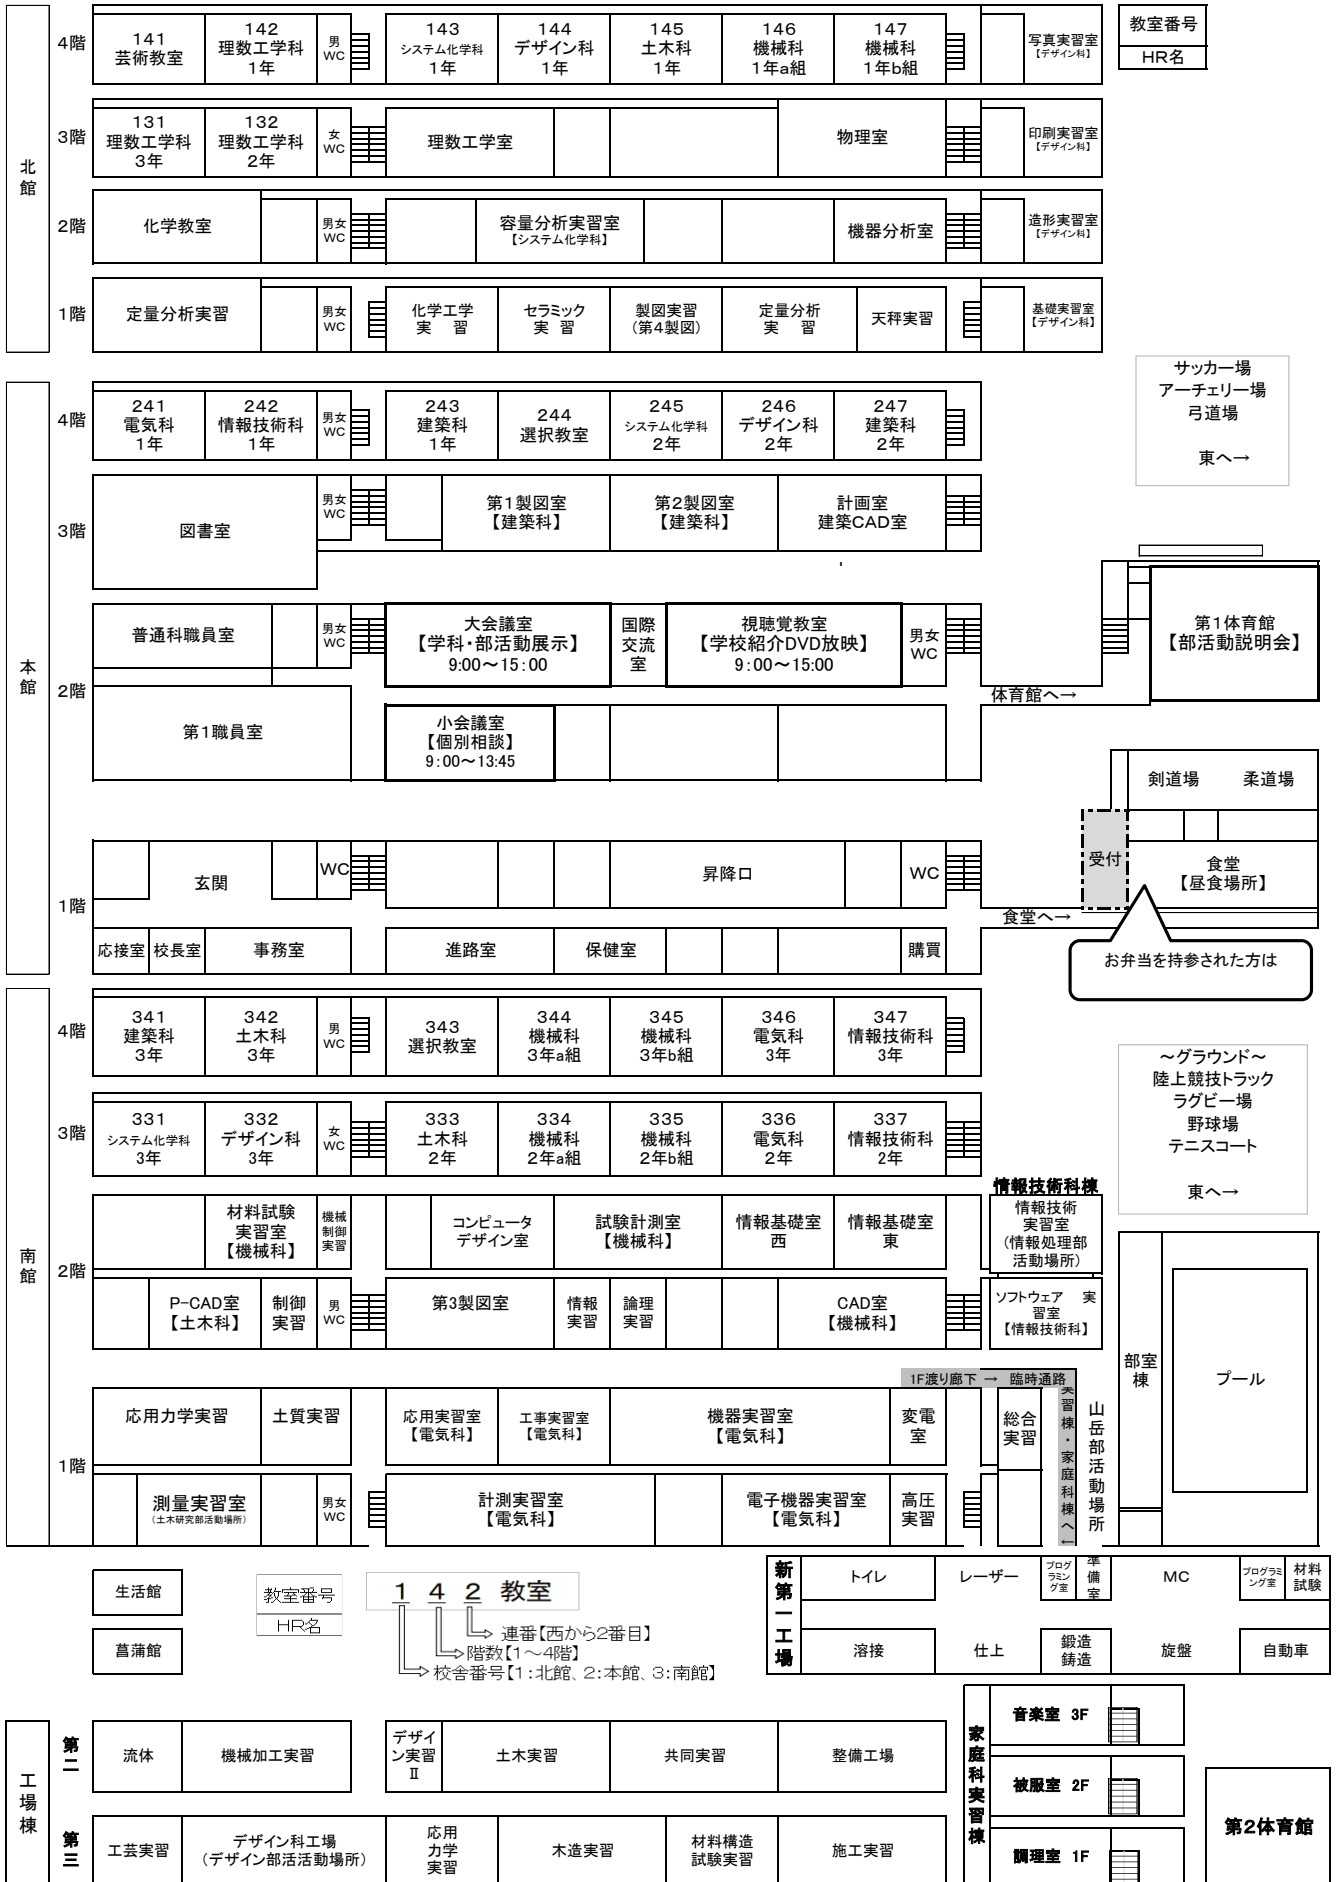 北館
4階
141
芸術教室
142
理数工学科
1年
男
WC
143
システム化学科
1年
144
デザイン科
1年
145
土木科
1年
146
機械科
1年a組
147
機械科
1年b組
写真実習室
【デザイン科】
教室番号
HR名
3階
131
理数工学科
3年
132
理数工学科
2年
女
WC
理数工学室
物理室
印刷実習室
【デザイン科】
2階
化学教室
男女
WC
容量分析実習室
【システム化学科】
機器分析室
造形実習室
【デザイン科】
1階
定量分析実習
男女
WC
化学工学
実 習
セラミック
実 習
製図実習
(第4製図)
定量分析
実 習
天秤実習
基礎実習室
【デザイン科】
サッカー場
アーチェリー場
弓道場
東へ→
本館
4階
241
電気科
1年
242
情報技術科
1年
男女
WC
243
建築科
1年
244
選択教室
245
システム化学科
2年
246
デザイン科
2年
247
建築科
2年
3階
図書室
男女
WC
第1製図室
【建築科】
第2製図室
【建築科】
計画室
建築CAD室
2階
普通科職員室
男女
WC
大会議室
【学科・部活動展示】
9:00～15:00
国際
交流
室
視聴覚教室
【学校紹介DVD放映】
9:00～15:00
男女
WC
第1体育館
【部活動説明会】
体育館へ→
第1職員室
小会議室
【個別相談】
9:00～13:45
剣道場 柔道場
受付
食堂
【昼食場所】
1階
玄関
WC
昇降口
WC
食堂へ→
応接室
校長室
事務室
進路室
保健室
購買
お弁当を持参された方は
南館
4階
341
建築科
3年
342
土木科
3年
男
WC
343
選択教室
344
機械科
3年a組
345
機械科
3年b組
346
電気科
3年
347
情報技術科
3年
～グラウンド～
陸上競技トラック
ラグビー場
野球場
テニスコート
東へ→
3階
331
システム化学科
3年
332
デザイン科
3年
女
WC
333
土木科
2年
334
機械科
2年a組
335
機械科
2年b組
336
電気科
2年
337
情報技術科
2年
2階
材料試験
実習室
【機械科】
機械
制御
実習
コンピュータ
デザイン室
試験計測室
【機械科】
情報基礎室
西
情報基礎室
東
情報技術科棟
情報技術
実習室
(情報処理部
活動場所)
P-CAD室
【土木科】
制御
実習
男
WC
第3製図室
情報
実習
論理
実習
CAD室
【機械科】
ソフトウェア 実
習室
【情報技術科】
部室
棟
プール
1F渡り廊下 → 臨時通路
実習棟・家庭科棟へ←
山岳部活動場所
1階
応用力学実習
土質実習
応用実習室
【電気科】
工事実習室
【電気科】
機器実習室
【電気科】
変電
室
総合
実習
測量実習室
(土木研究部活動場所)
男女
WC
計測実習室
【電気科】
電子機器実習室
【電気科】
高圧
実習
生活館
菖蒲館
教室番号
HR名
1 4 2 教室
連番【西から2番目】
階数【1～4階】
校舎番号【1:北館、2:本館、3:南館】
新第一工場
トイレ
レーザー
プログ
ラミン
グ室
準備室
MC
プログラミ
ング室
材料
試験
溶接
仕上
鍛造
鋳造
旋盤
自動車
工場棟
第二
流体
機械加工実習
デザイ
ン実習
Ⅱ
土木実習
共同実習
整備工場
第三
工芸実習
デザイン科工場
(デザイン部活活動場所)
応用
力学
実習
木造実習
材料構造
試験実習
施工実習
家庭科実習棟
音楽室 3F
被服室 2F
調理室 1F
第2体育館